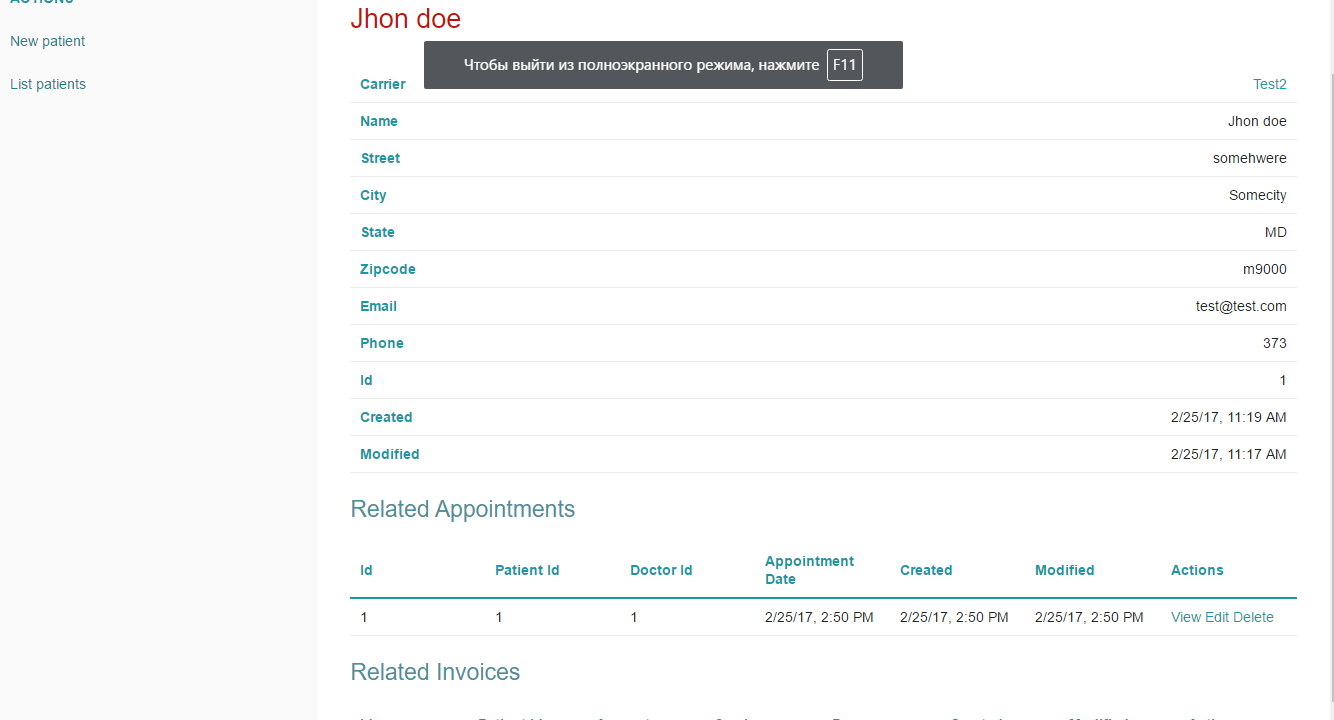 ACTIONS
New patient
List patients
Jhon doe
Чтобы выйти из полноэкранного режима, нажмите F11
Carrier Test2
Name Jhon doe
Street somehwere
City Somecity
State MD
Zipcode m9000
Email test@test.com
Phone 373
Id 1
Created 2/25/17, 11:19 AM
Modified 2/25/17, 11:17 AM
Related Appointments
Id Patient Id Doctor Id Appointment Date Created Modified Actions
1 1 1 2/25/17, 2:50 PM 2/25/17, 2:50 PM 2/25/17, 2:50 PM View Edit Delete
Related Invoices